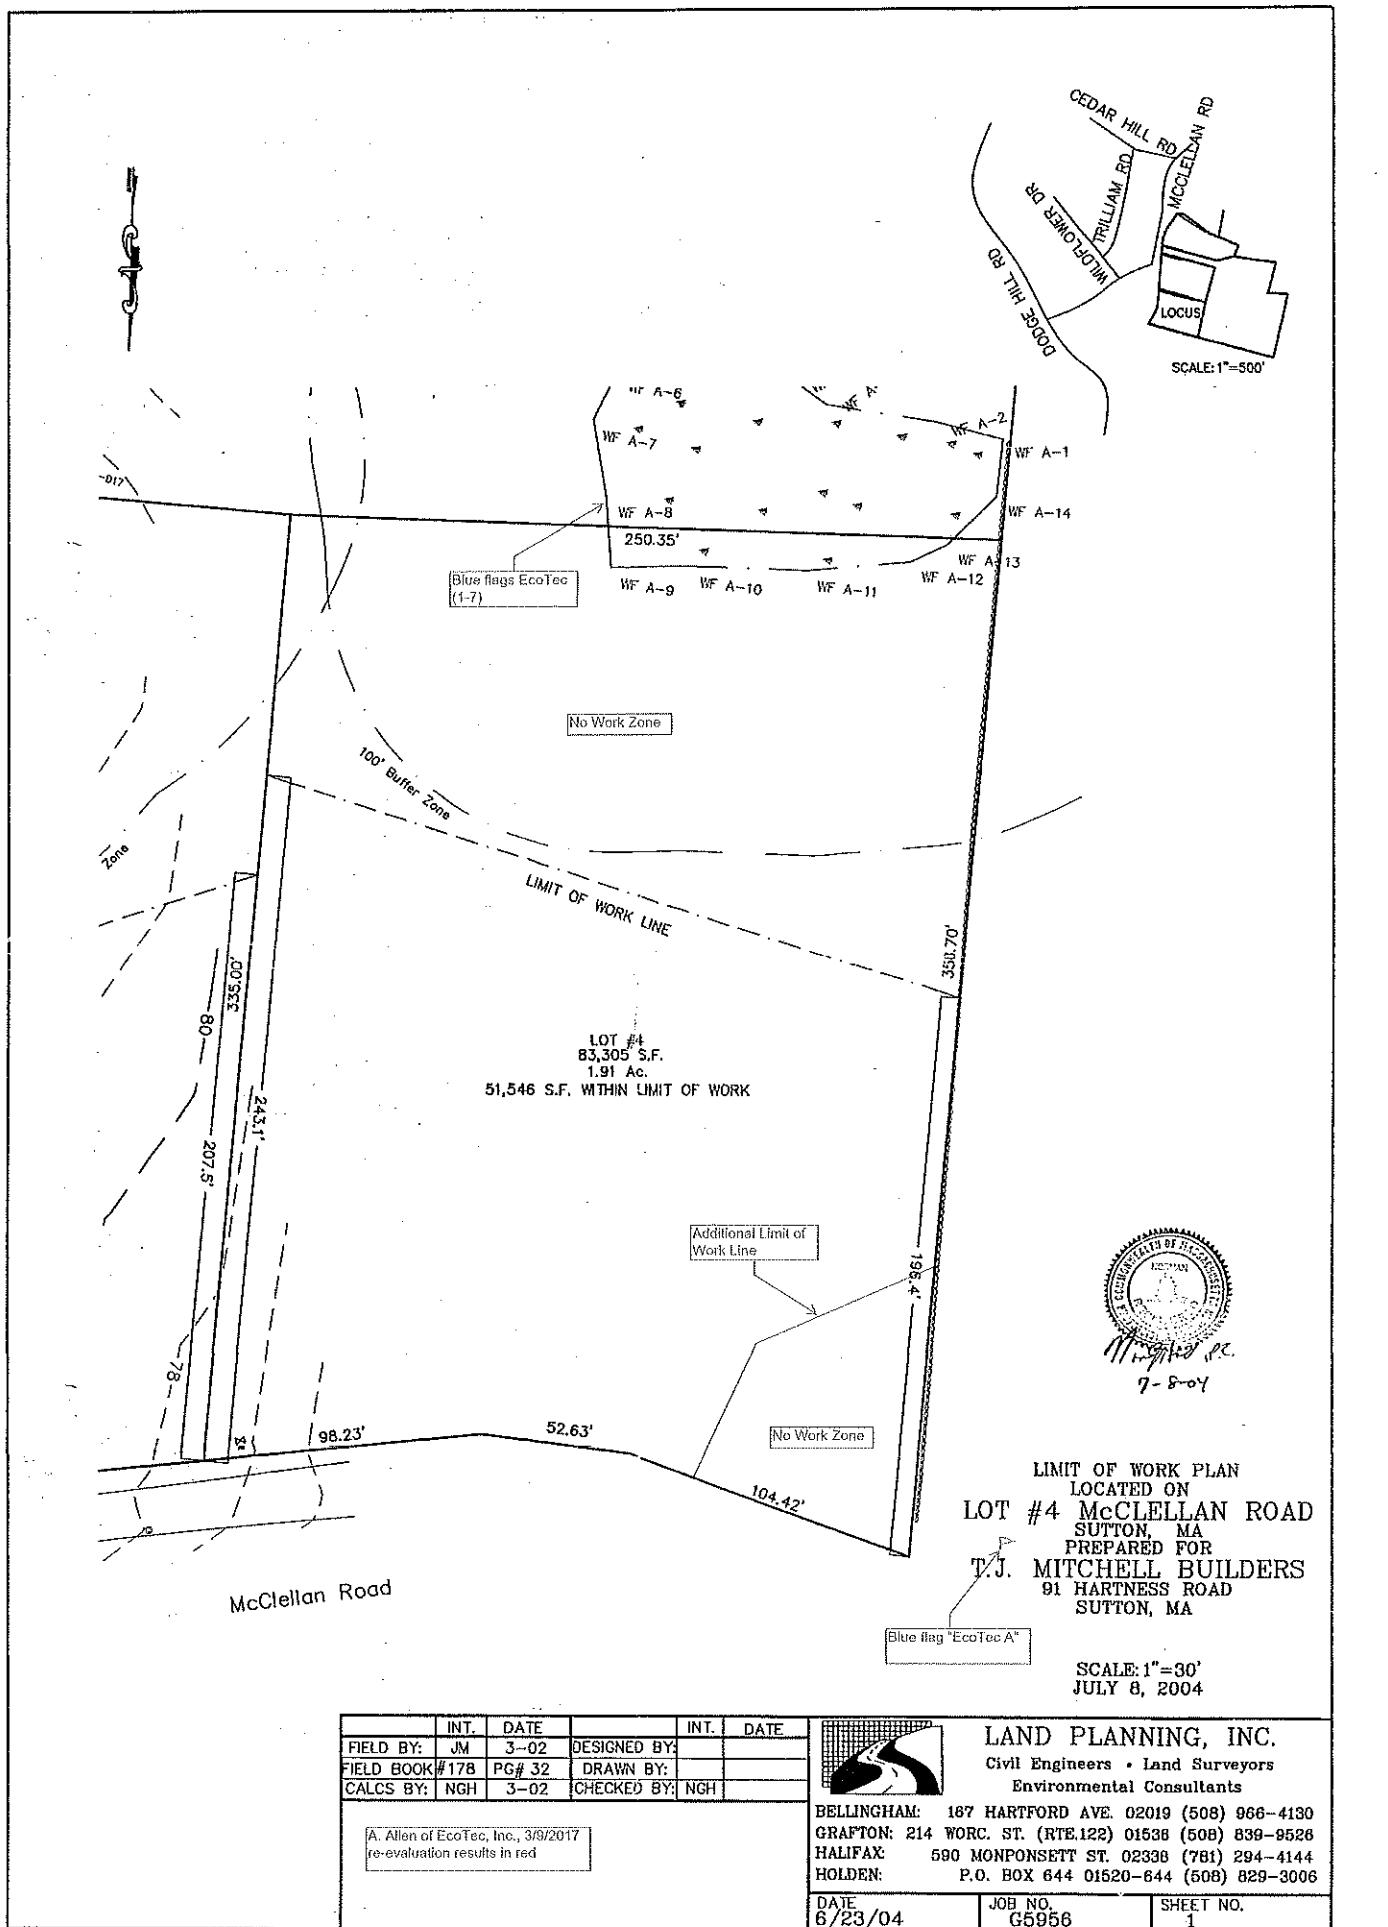 CEDAR HILL RD
MCCLELLAN RD
TRILLIAM RD
WILDFLOWER DR
DODGE HILL RD
LOCUS
SCALE:1"=500'
WF A-6
WF A-2
WF A-7
WF A-1
-D17
WF A-8
WF A-14
250.35'
WF A-13
Blue flags EcoTec
(1-7)
WF A-9
WF A-10
WF A-11
WF A-12
No Work Zone
100' Buffer Zone
Zone
LIMIT OF WORK LINE
350.70'
335.00'
80
LOT #4
83,305 S.F.
1.91 Ac.
51,546 S.F. WITHIN LIMIT OF WORK
243.1'
207.5'
Additional Limit of
Work Line
196.4'
COMMONWEALTH OF MASSACHUSETTS
7-8-04
78
98.23'
52.63'
No Work Zone
104.42'
McClellan Road
LIMIT OF WORK PLAN
LOCATED ON
LOT #4 McCLELLAN ROAD
SUTTON, MA
PREPARED FOR
T.J. MITCHELL BUILDERS
91 HARTNESS ROAD
SUTTON, MA
Blue flag "EcoTec A"
SCALE:1"=30'
JULY 8, 2004
INT. DATE INT. DATE
FIELD BY: JM 3-02 DESIGNED BY:
FIELD BOOK #178 PG# 32 DRAWN BY:
CALCS BY: NGH 3-02 CHECKED BY: NGH
A. Allen of EcoTec, Inc., 3/9/2017
re-evaluation results in red
LAND PLANNING, INC.
Civil Engineers • Land Surveyors
Environmental Consultants
BELLINGHAM: 167 HARTFORD AVE. 02019 (508) 966-4130
GRAFTON: 214 WORC. ST. (RTE.122) 01536 (508) 839-9526
HALIFAX: 590 MONPONSETT ST. 02338 (781) 294-4144
HOLDEN: P.O. BOX 644 01520-644 (508) 829-3006
DATE JOB NO. SHEET NO.
6/23/04 G5956 1